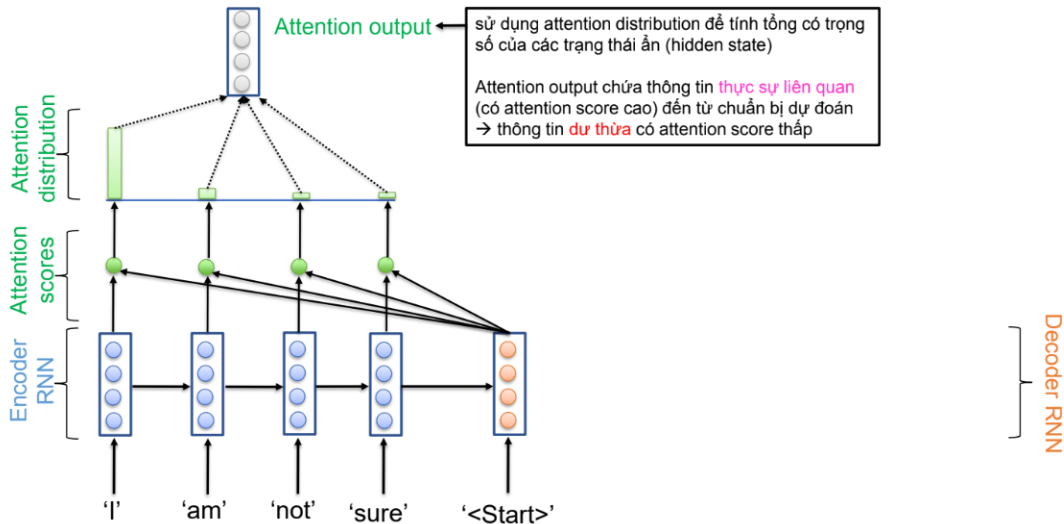 Attention output
sử dụng attention distribution để tính tổng có trọng
số của các trạng thái ẩn (hidden state)
Attention output chứa thông tin thực sự liên quan
(có attention score cao) đến từ chuẩn bị dự đoán
→ thông tin dư thừa có attention score thấp
Attention
distribution
Attention
scores
Encoder
RNN
Decoder RNN
‘I’
‘am’
‘not’
‘sure’
‘<Start>’